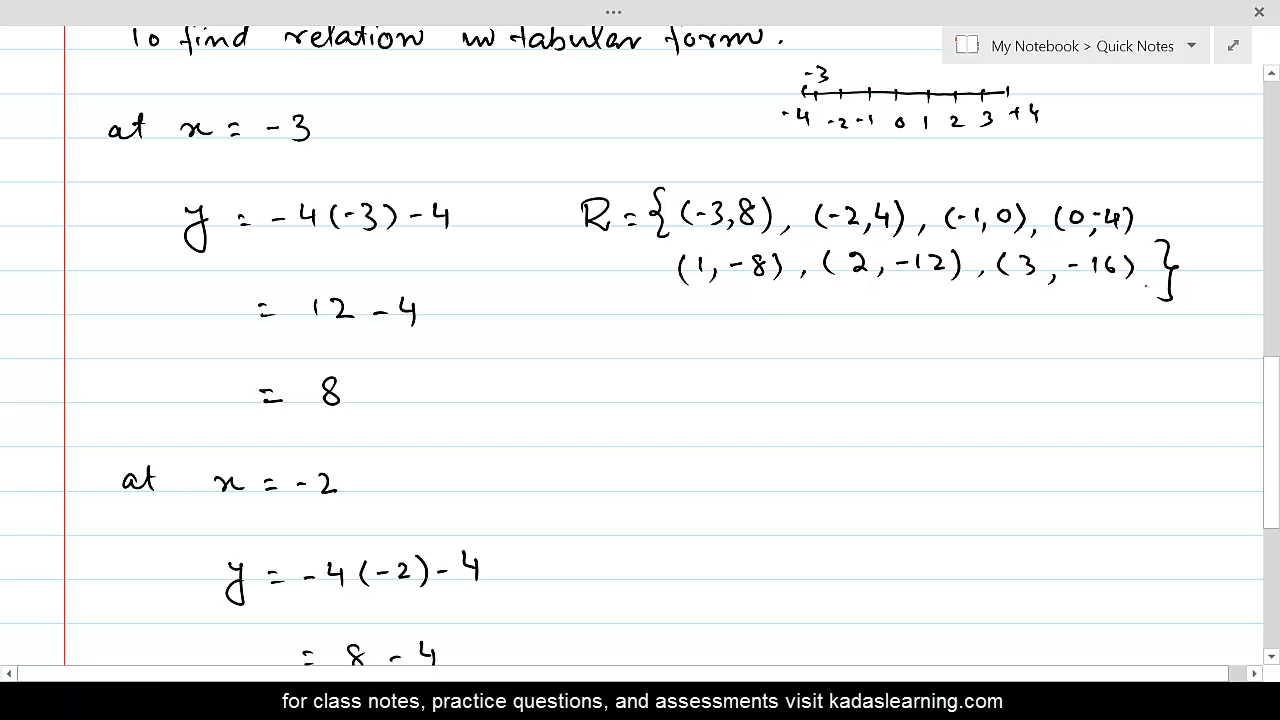 To find relation in tabular form.
My Notebook > Quick Notes
-3
-4 -2 -1 0 1 2 3 +4
at x = -3
y = -4(-3)-4
R = {(-3,8), (-2,4), (-1,0), (0,-4)
(1,-8), (2,-12), (3,-16)}
= 12 - 4
= 8
at x = -2
y = -4(-2)-4
= 8 - 4
for class notes, practice questions, and assessments visit kadaslearning.com